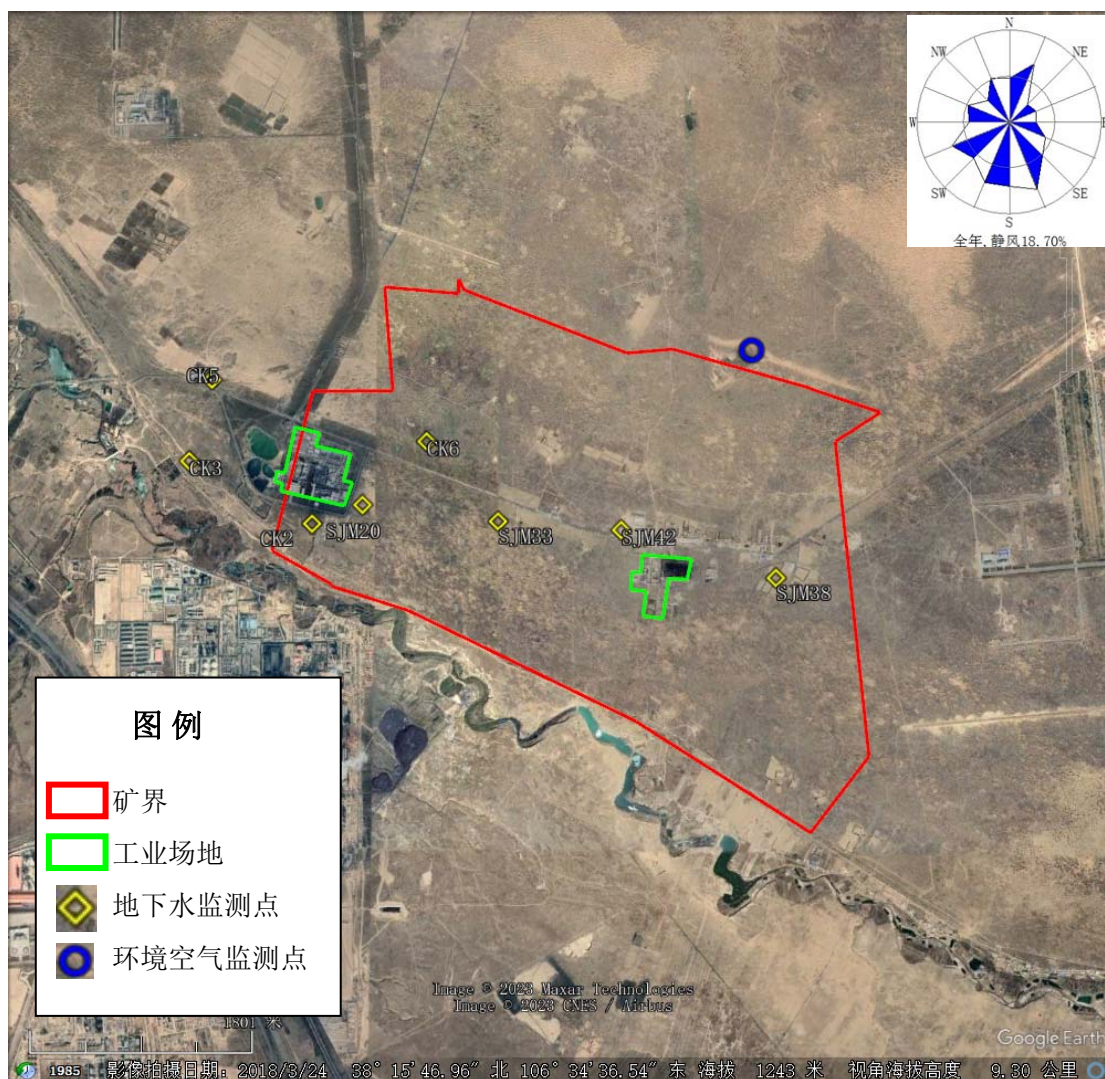 N
NW
NE
W
E
SW
SE
S
全年,静风18.70%
CK5
CK6
CK3
CK2
SJM20
SJM33
SJM42
SJM38
图 例
矿界
工业场地
地下水监测点
环境空气监测点
Image © 2023 Maxar Technologies
Image © 2023 CNES / Airbus
1801 米
Google Earth
1985 影像拍摄日期: 2018/3/24 38° 15′46.96″ 北 106° 34′36.54″ 东 海拔 1243 米 视角海拔高度 9.30 公里